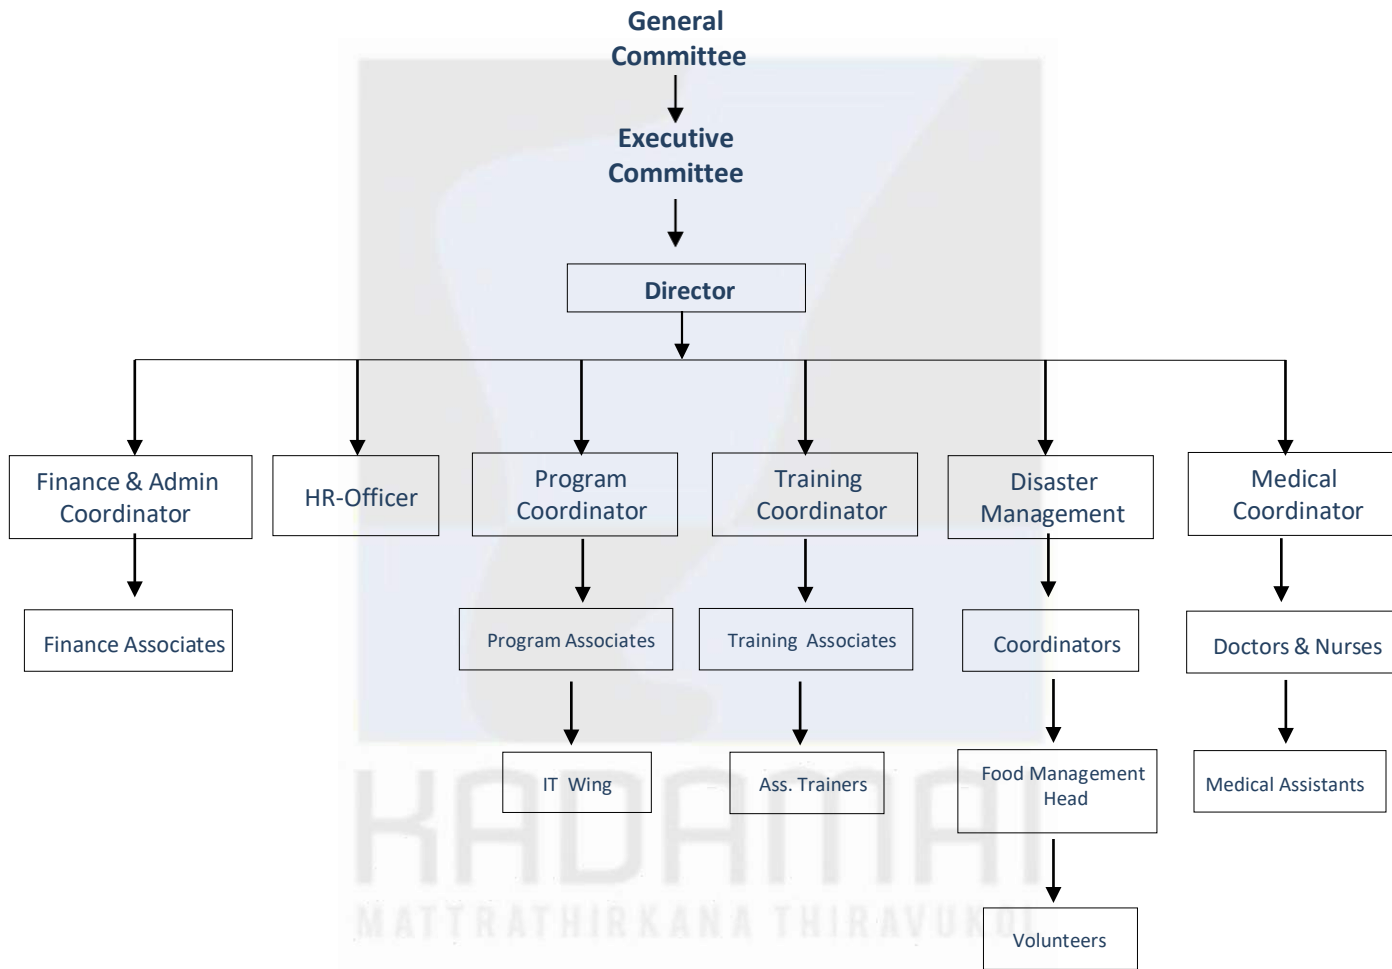 General
Committee
Executive
Committee
Director
Finance & Admin
Coordinator
HR-Officer
Program
Coordinator
Training
Coordinator
Disaster
Management
Medical
Coordinator
Finance Associates
Program Associates
Training Associates
Coordinators
Doctors & Nurses
IT Wing
Ass. Trainers
Food Management
Head
Medical Assistants
Volunteers
KADAMAI
MATTRATHIRKANA THIRAVUKOL